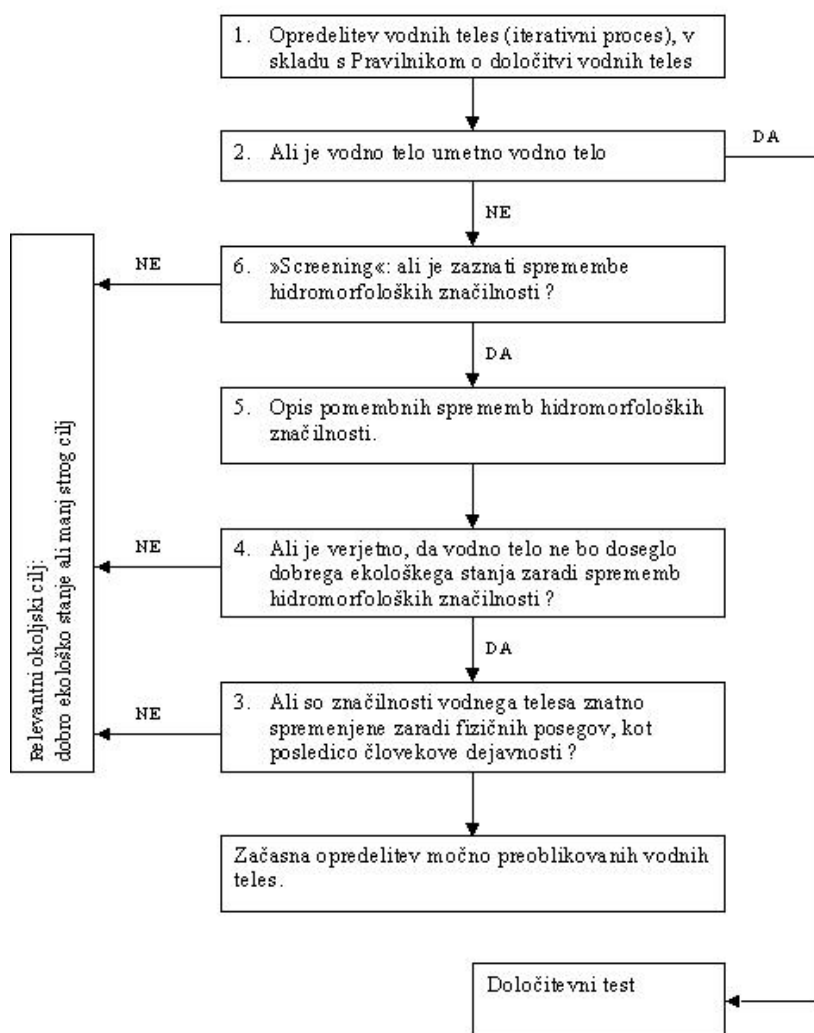 1. Opredelitev vodnih teles (iterativni proces), v
skladu s Pravilnikom o določitvi vodnih teles
2. Ali je vodno telo umetno vodno telo
DA
NE
6. »Screening«: ali je zaznati spremembe
hidromorfoloških značilnosti ?
NE
DA
5. Opis pomembnih sprememb hidromorfoloških
značilnosti.
4. Ali je verjetno, da vodno telo ne bo doseglo
dobrega ekološkega stanja zaradi sprememb
hidromorfoloških značilnosti ?
NE
DA
3. Ali so značilnosti vodnega telesa znatno
spremenjene zaradi fizičnih posegov, kot
posledico človekove dejavnosti ?
NE
Relevantni okoljski cilj:
dobro ekološko stanje ali manj strog cilj
Začasna opredelitev močno preoblikovanih vodnih
teles.
Določitevni test